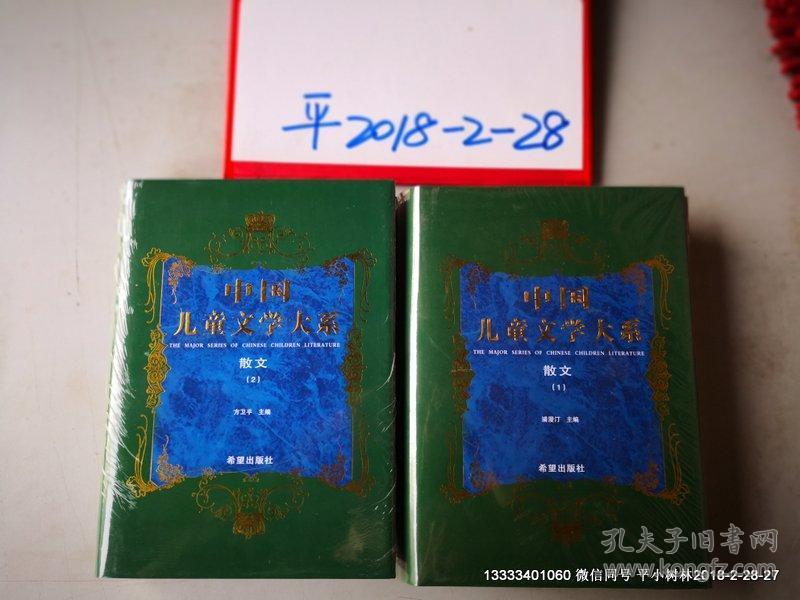 平2018-2-28
中国
儿童文学大系
THE MAJOR SERIES OF CHINESE CHILDREN LITERATURE
散文
(2)
方卫平 主编
希望出版社
中国
儿童文学大系
THE MAJOR SERIES OF CHINESE CHILDREN LITERATURE
散文
(1)
浦漫汀 主编
希望出版社
孔夫子旧书网
www.kongfz.com
13333401060 微信同号 平小树林2018-2-28-27